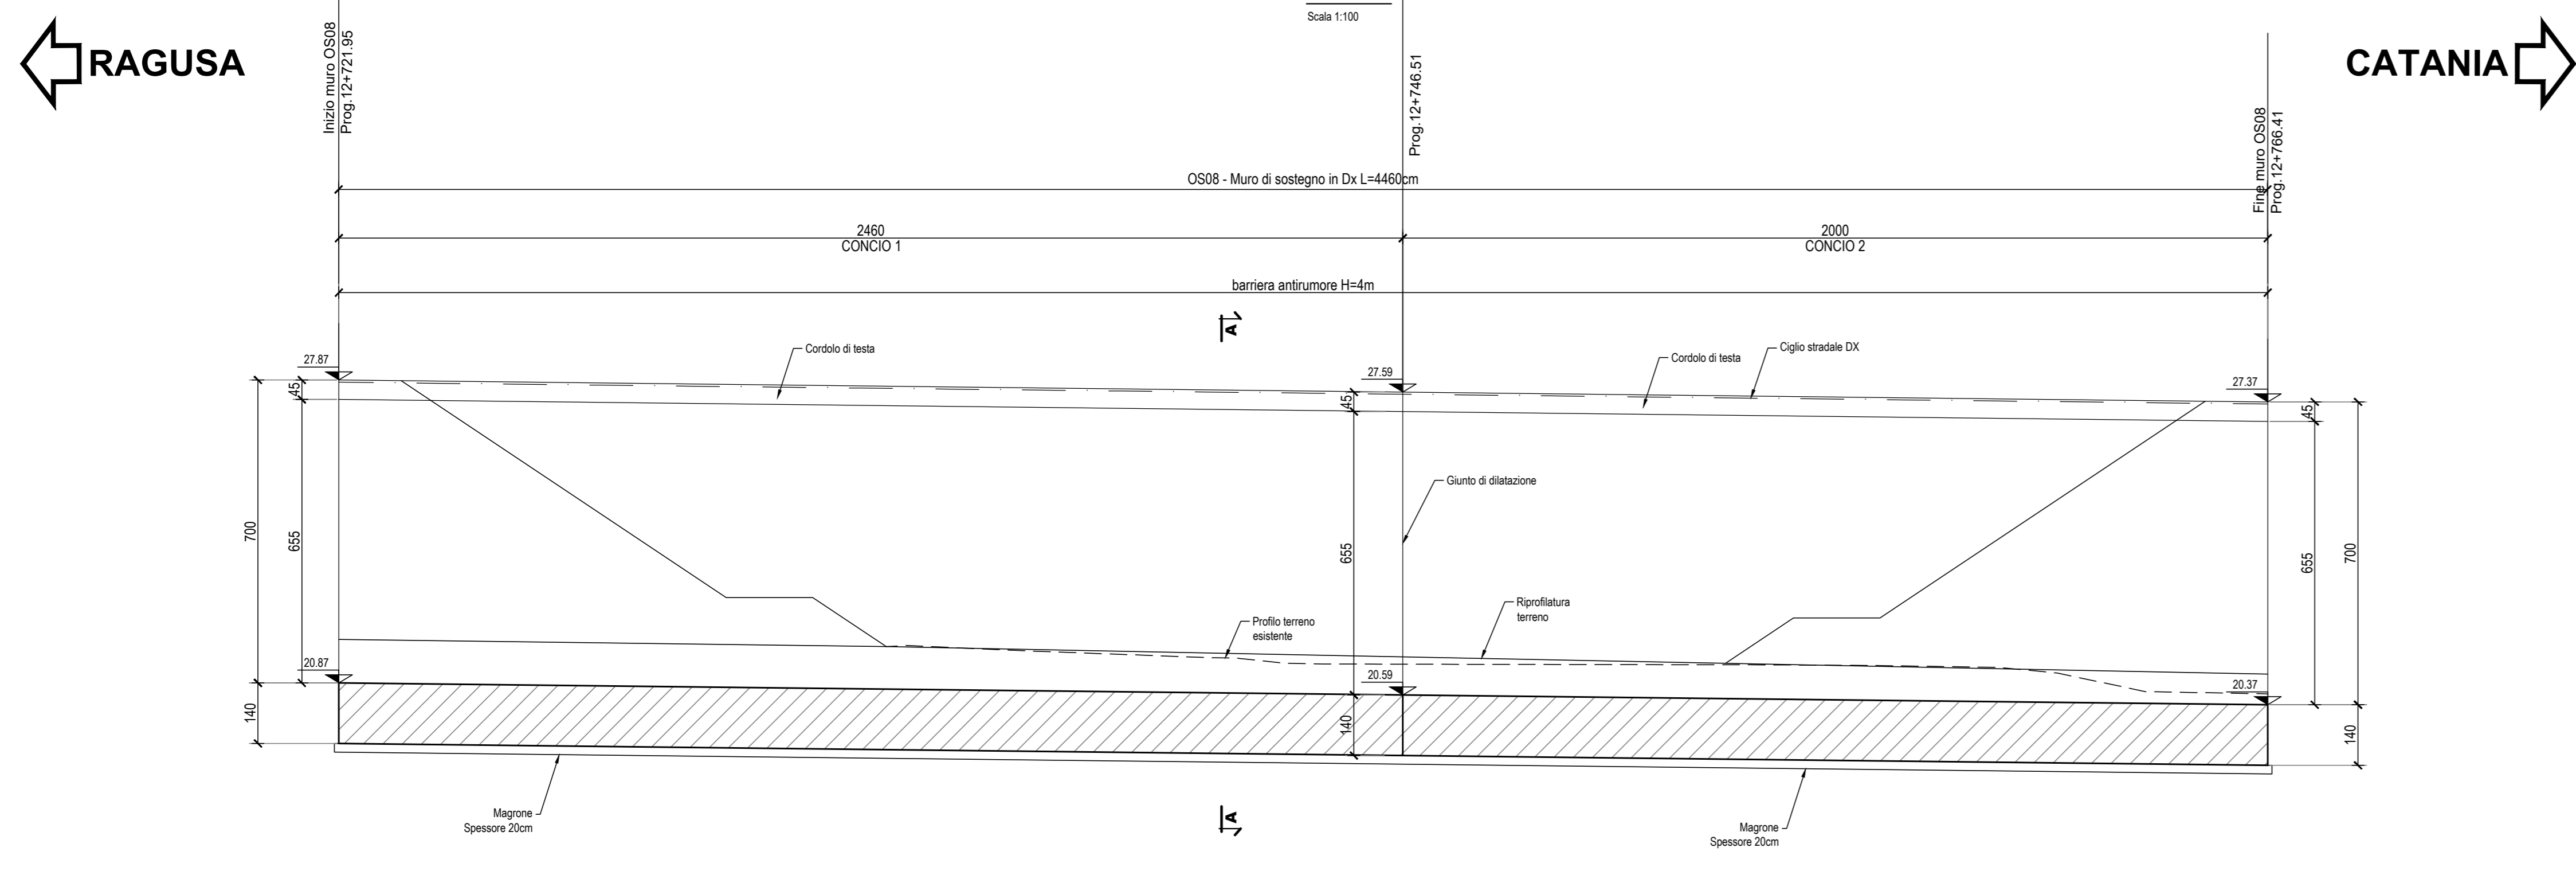 Scala 1:100
RAGUSA
CATANIA
Inizio muro OS08
Prog.12+721.95
Prog.12+746.51
Fine muro OS08
Prog.12+766.41
OS08 - Muro di sostegno in Dx L=4460cm
2460
CONCIO 1
2000
CONCIO 2
barriera antirumore H=4m
A
27.87
Cordolo di testa
27.59
Cordolo di testa
Ciglio stradale DX
27.37
45
45
45
700
655
655
Giunto di dilatazione
655
700
Profilo terreno
esistente
Riprofilatura
terreno
20.87
20.59
20.37
140
140
140
Magrone
Spessore 20cm
A
Magrone
Spessore 20cm